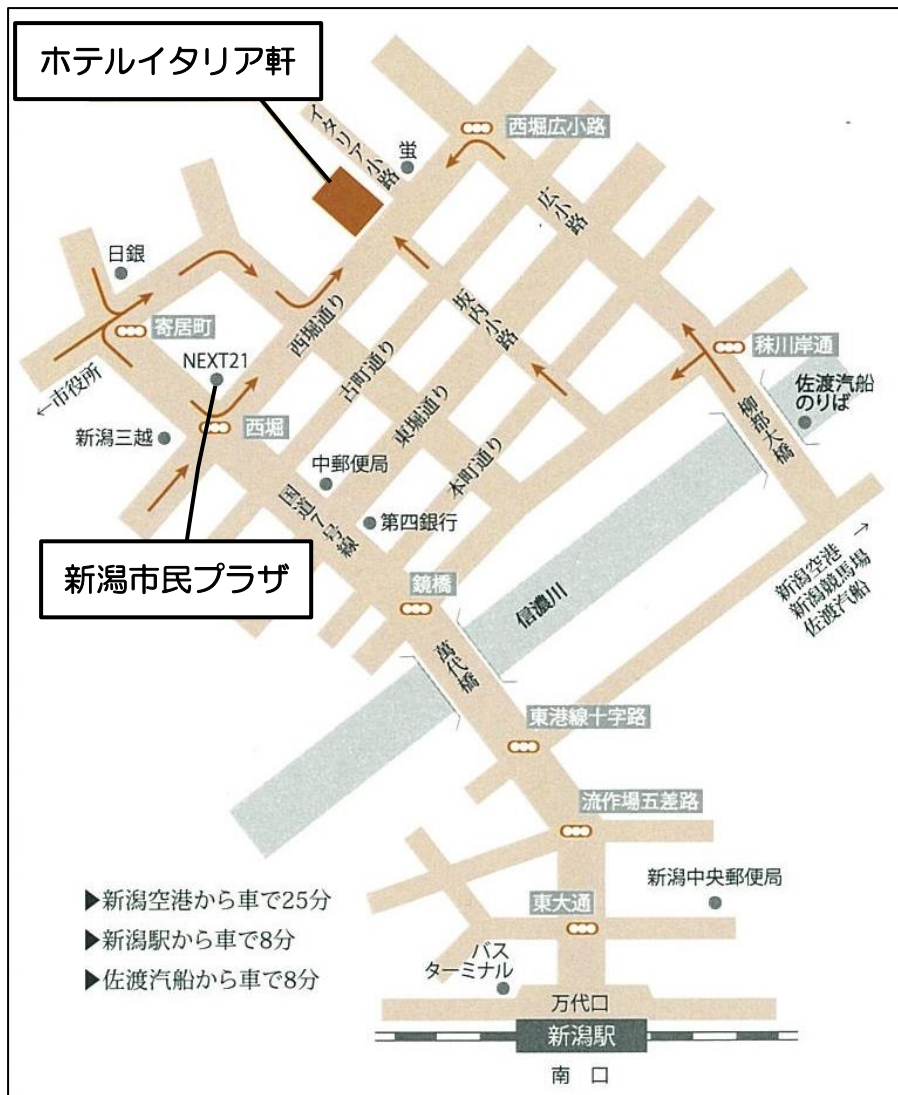 ホテルイタリア軒
イタリア小路
蛍
西堀広小路
広小路
日銀
寄居町
←市役所
NEXT21
西堀通り
古町通り
坂内小路
東堀通り
本町通り
秣川岸通
佐渡汽船
のりば
柳都大橋
新潟三越
西堀
中郵便局
国道7号線
第四銀行
新潟市民プラザ
鏡橋
信濃川
萬代橋
→
新潟空港
新潟競馬場
佐渡汽船
東港線十字路
流作場五差路
新潟中央郵便局
東大通
▶新潟空港から車で25分
▶新潟駅から車で8分
▶佐渡汽船から車で8分
バス
ターミナル
万代口
新潟駅
南口